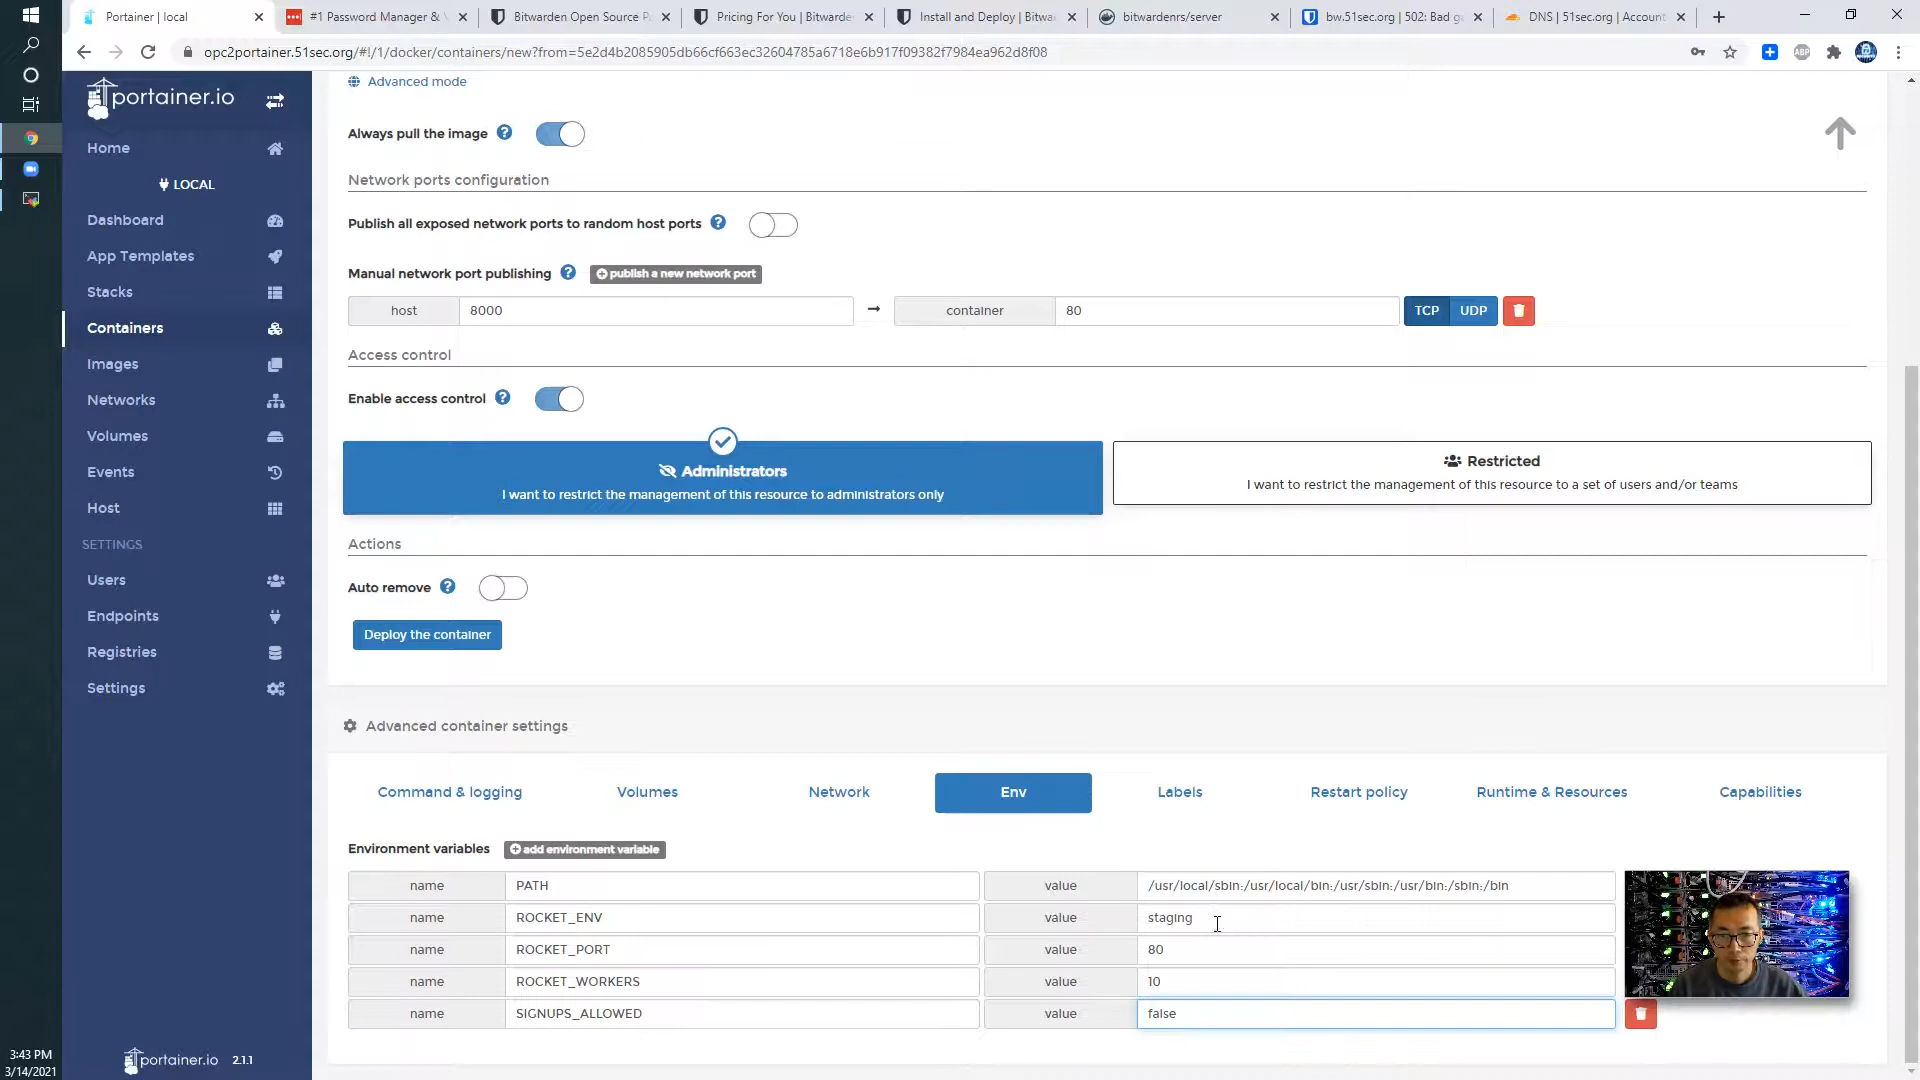 Portainer | local
#1 Password Manager & V
Bitwarden Open Source P
Pricing For You | Bitwarde
Install and Deploy | Bitwa
bitwardenrs/server
bw.51sec.org | 502: Bad ga
DNS | 51sec.org | Account
opc2portainer.51sec.org/#!/1/docker/containers/new?from=5e2d4b2085905db66cf663ec32604785a6718e6b917f09382f7984ea962d8f08
portainer.io
Home
LOCAL
Dashboard
App Templates
Stacks
Containers
Images
Networks
Volumes
Events
Host
SETTINGS
Users
Endpoints
Registries
Settings
portainer.io 2.1.1
3:43 PM
3/14/2021
Advanced mode
Always pull the image
Network ports configuration
Publish all exposed network ports to random host ports
Manual network port publishing publish a new network port
host 8000 → container 80 TCP UDP
Access control
Enable access control
Administrators
I want to restrict the management of this resource to administrators only
Restricted
I want to restrict the management of this resource to a set of users and/or teams
Actions
Auto remove
Deploy the container
Advanced container settings
Command & logging Volumes Network Env Labels Restart policy Runtime & Resources Capabilities
Environment variables add environment variable
name PATH value /usr/local/sbin:/usr/local/bin:/usr/sbin:/usr/bin:/sbin:/bin
name ROCKET_ENV value staging
name ROCKET_PORT value 80
name ROCKET_WORKERS value 10
name SIGNUPS_ALLOWED value false